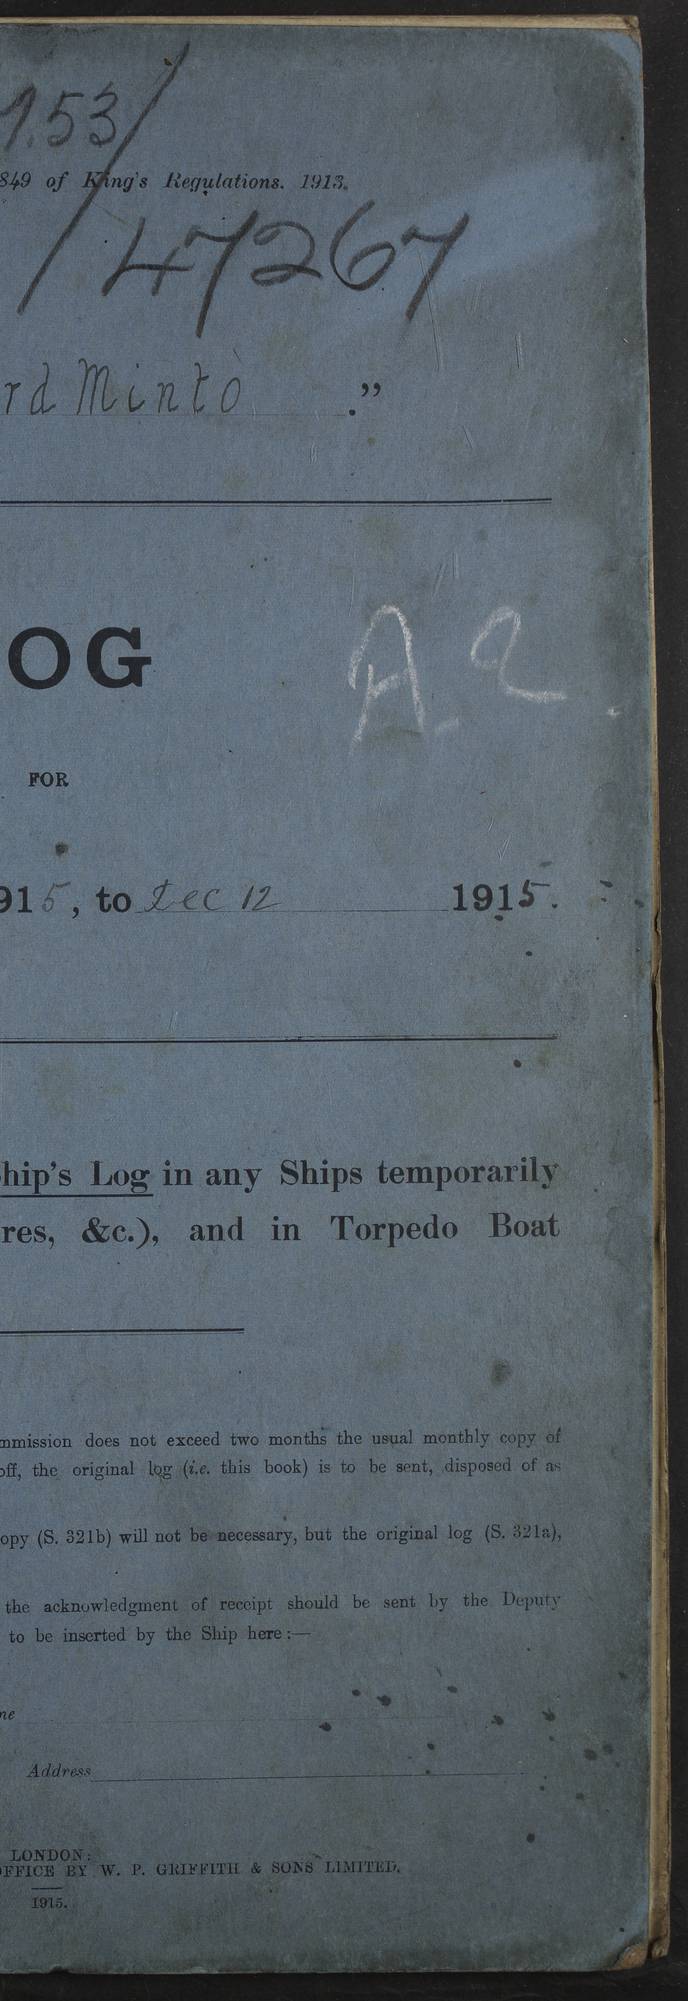 1.53/
849 of King's Regulations. 1913.
/47267
rd Minto ."
OG
A. 2
FOR
915, to Dec 12 1915.
hip's Log in any Ships temporarily
res, &c.), and in Torpedo Boat
mmission does not exceed two months the usual monthly copy of
off, the original log (i.e. this book) is to be sent, disposed of as
opy (S. 321b) will not be necessary, but the original log (S. 321a),
the acknowledgment of receipt should be sent by the Deputy
to be inserted by the Ship here:—
me
Address
LONDON:
OFFICE BY W. P. GRIFFITH & SONS LIMITED.
1915.